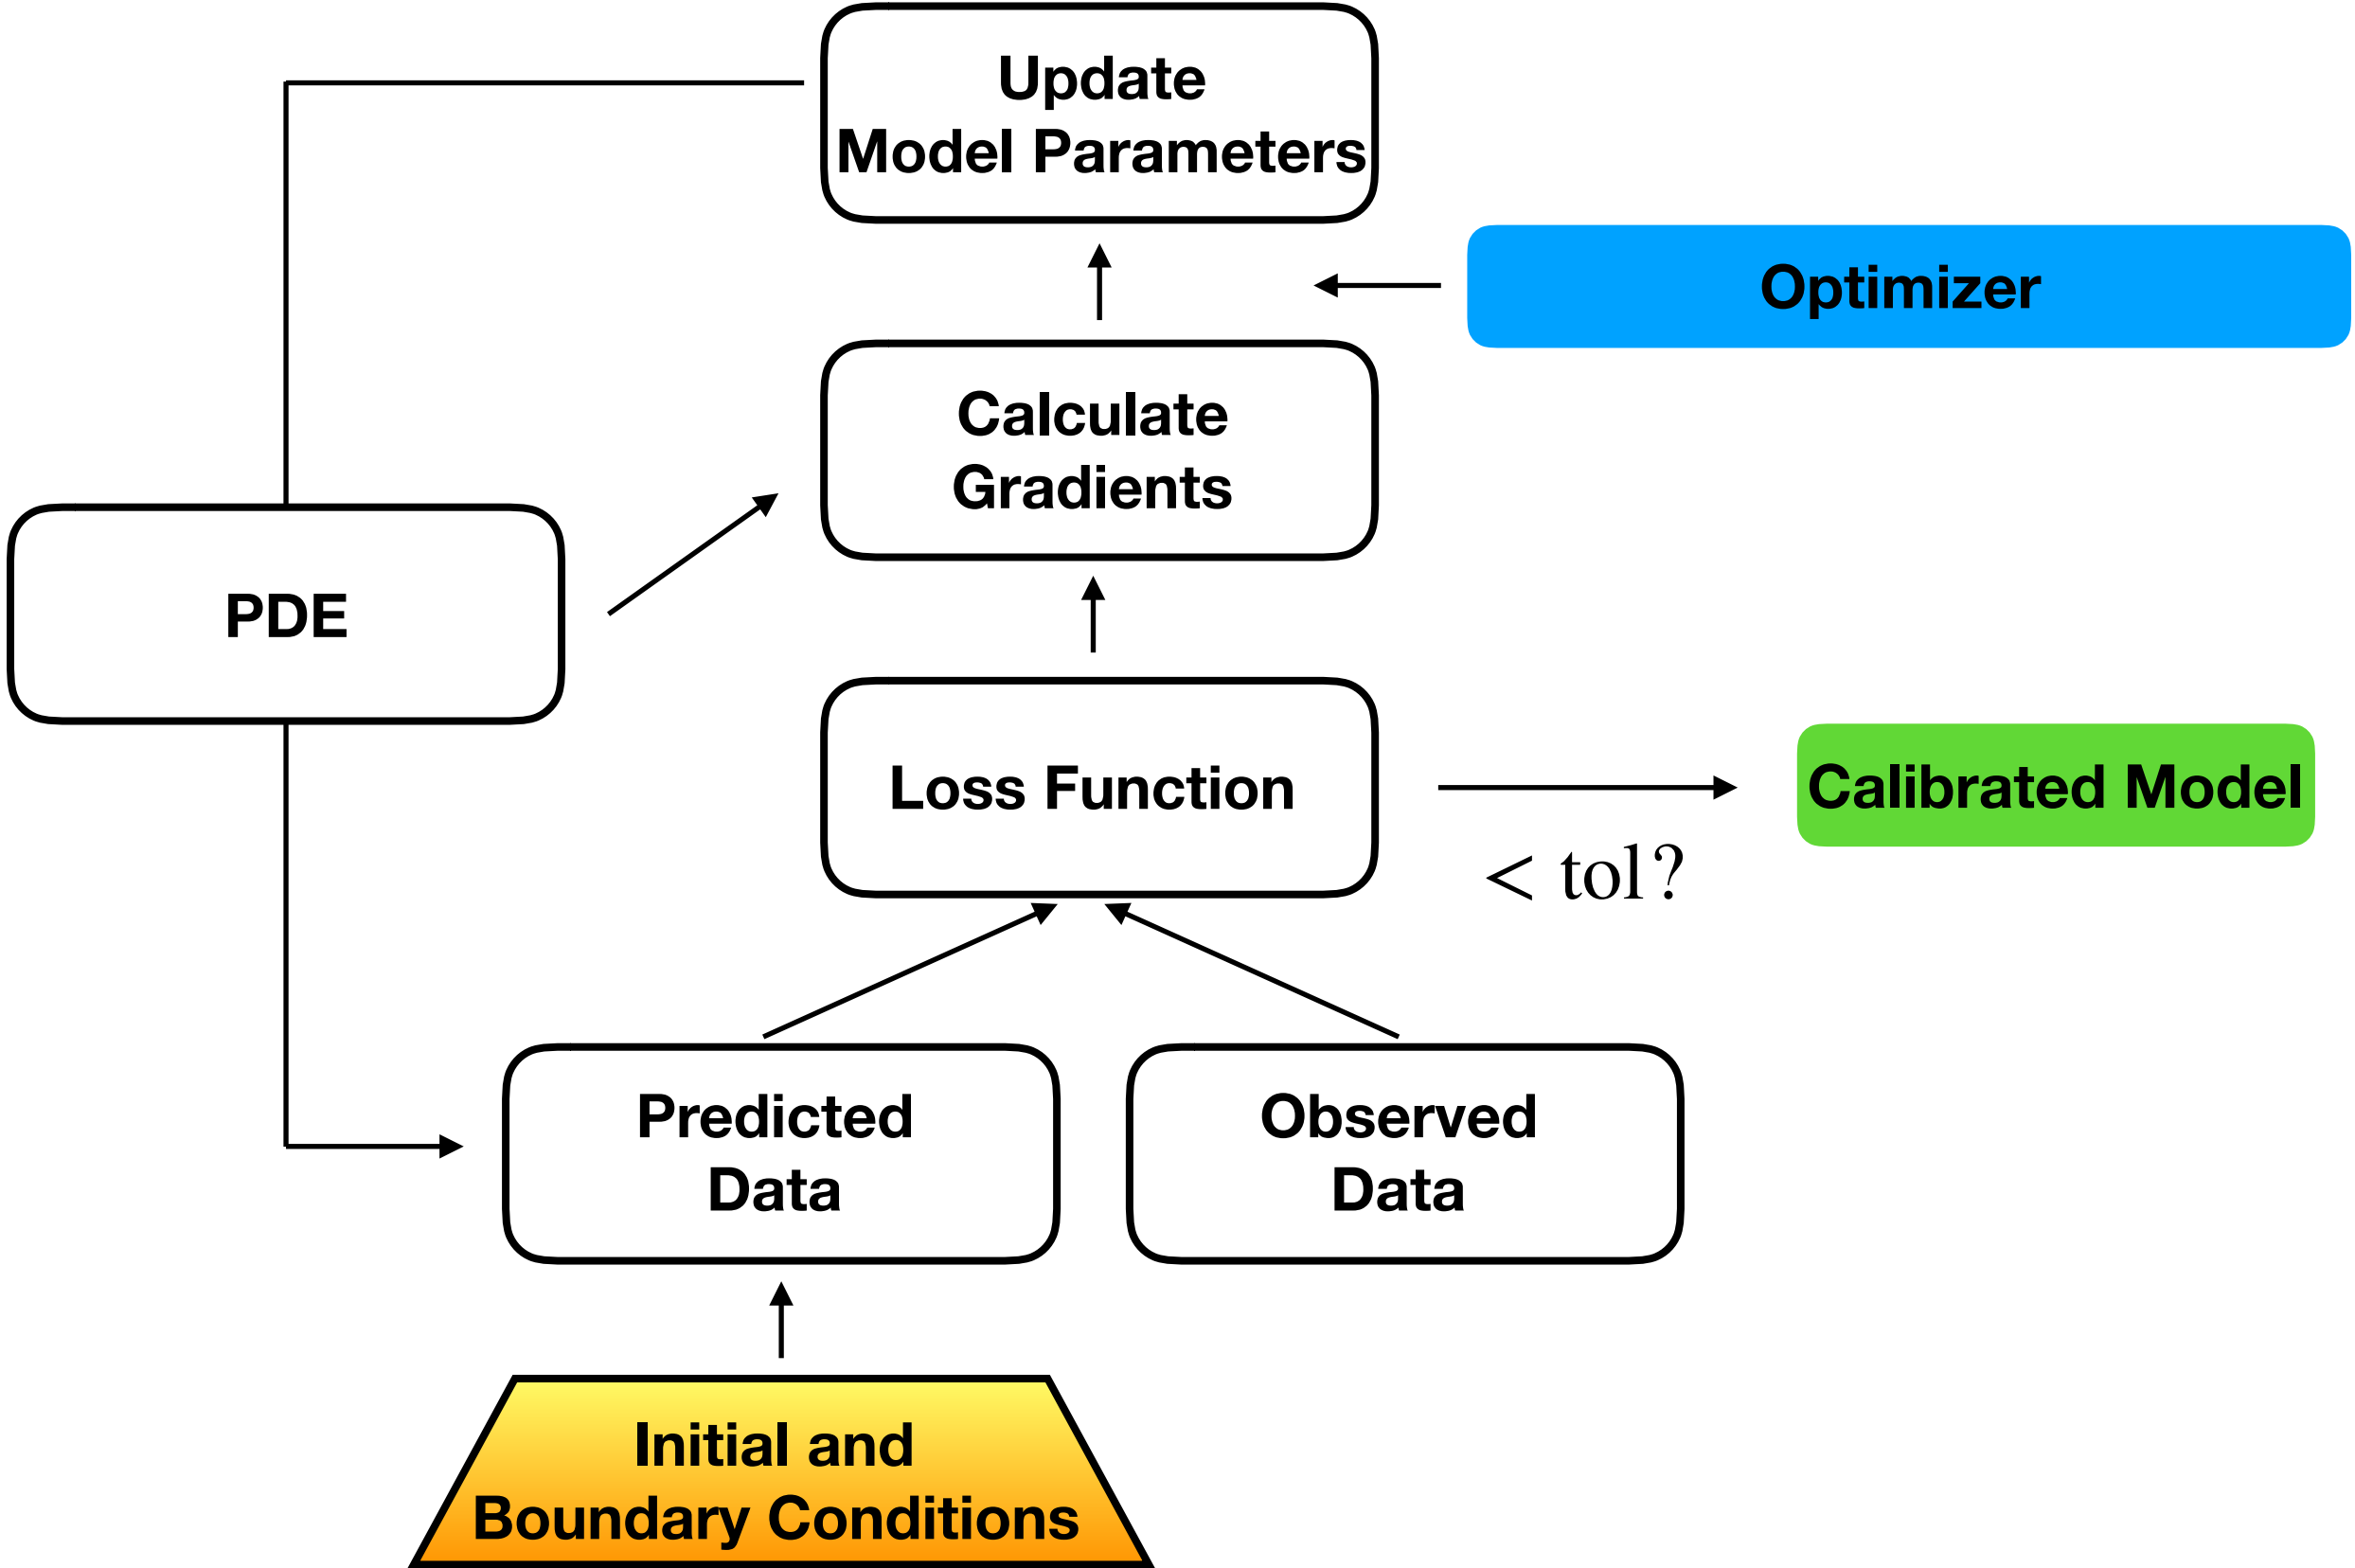 Update
Model Parameters
Optimizer
Calculate
Gradients
PDE
Loss Function
Calibrated Model
< tol?
Predicted
Data
Observed
Data
Initial and
Boundary Conditions